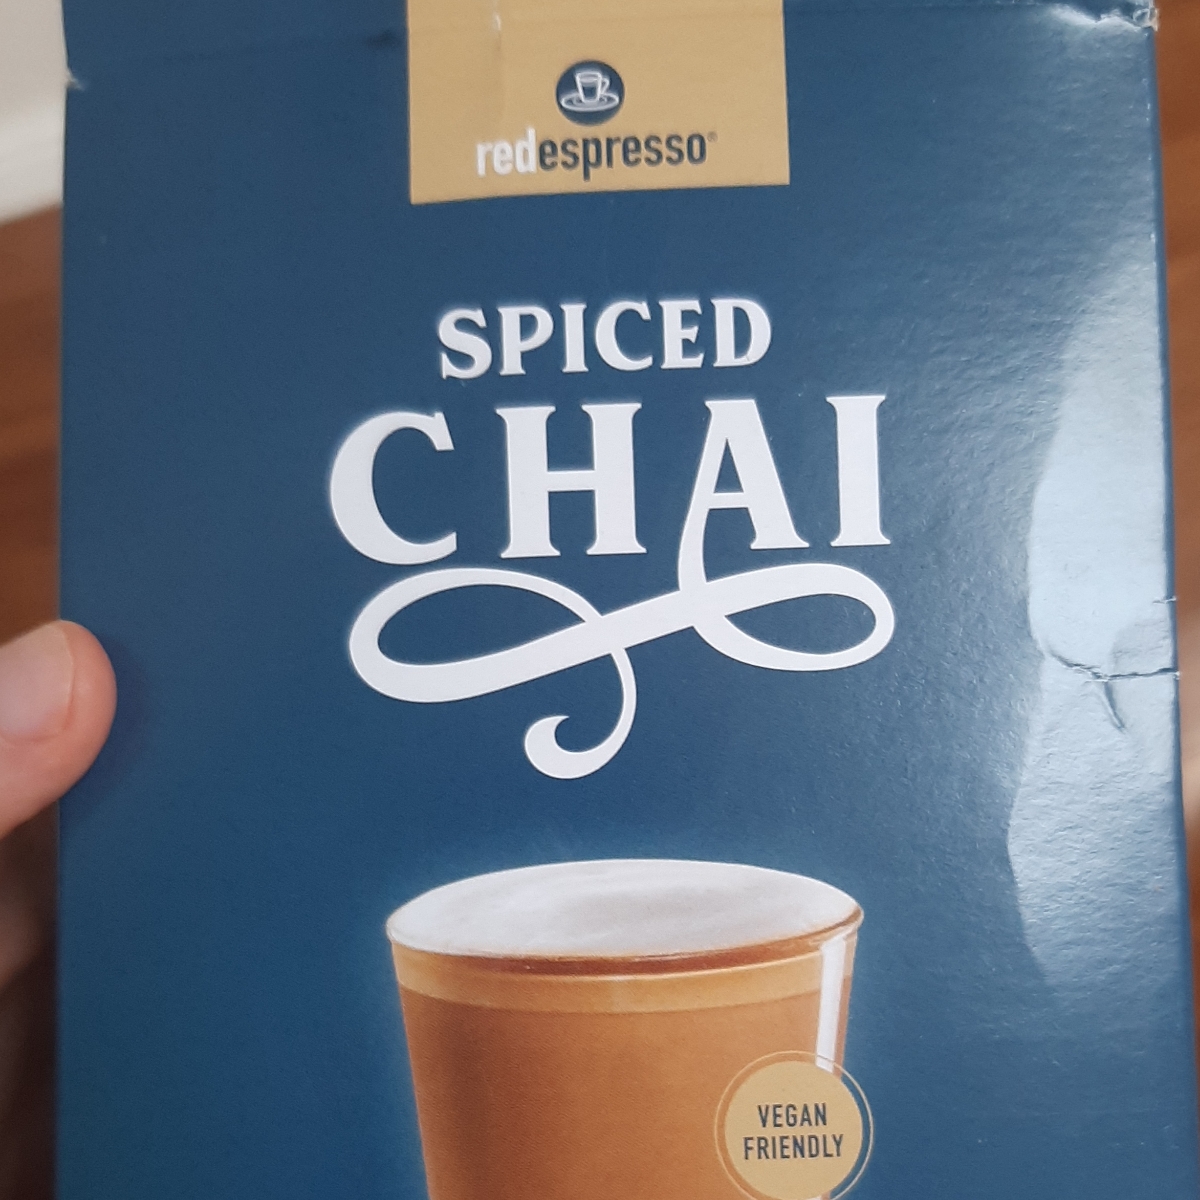 redespresso®
SPICED
CHAI
VEGAN
FRIENDLY